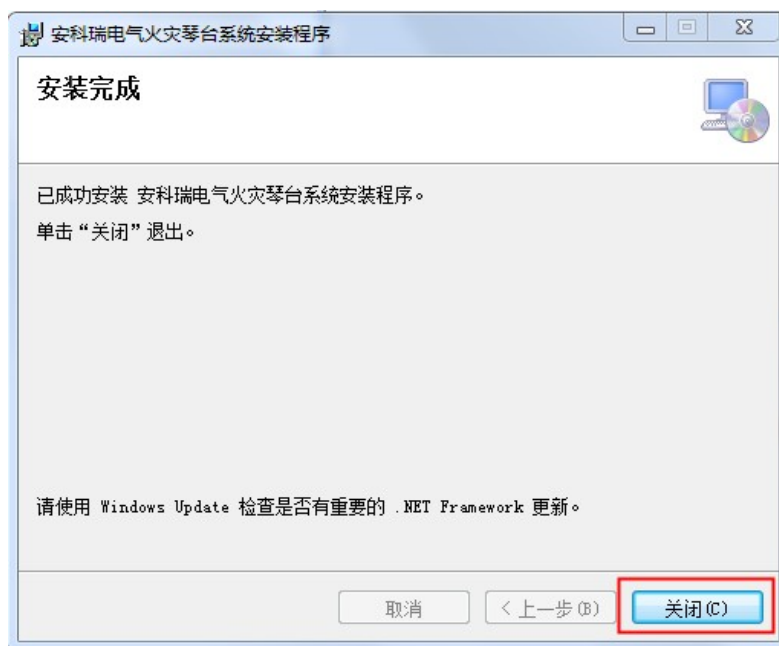 安科瑞电气火灾琴台系统安装程序
安装完成
已成功安装 安科瑞电气火灾琴台系统安装程序。
单击“关闭”退出。
请使用 Windows Update 检查是否有重要的 .NET Framework 更新。
取消
< 上一步(B)
关闭(C)